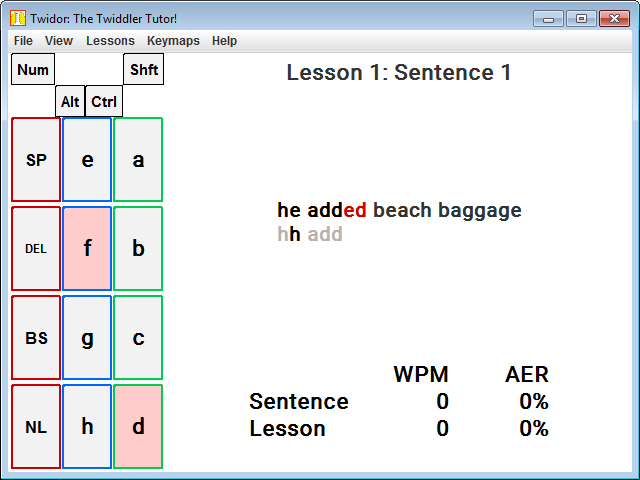 Twidor: The Twiddler Tutor!
File View Lessons Keymaps Help
Num Shft
Alt Ctrl
SP e a
DEL f b
BS g c
NL h d
Lesson 1: Sentence 1
he added beach baggage
hh add
WPM AER
Sentence 0 0%
Lesson 0 0%